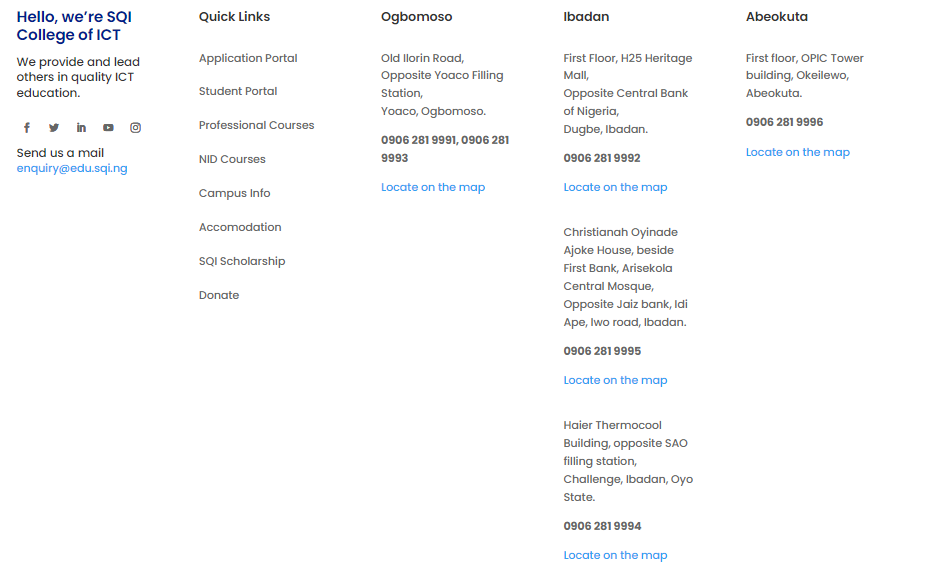 Hello, we’re SQI
College of ICT
We provide and lead
others in quality ICT
education.
Send us a mail
enquiry@edu.sqi.ng
Quick Links
Application Portal
Student Portal
Professional Courses
NID Courses
Campus Info
Accomodation
SQI Scholarship
Donate
Ogbomoso
Old Ilorin Road,
Opposite Yoaco Filling
Station,
Yoaco, Ogbomoso.
0906 281 9991, 0906 281
9993
Locate on the map
Ibadan
First Floor, H25 Heritage
Mall,
Opposite Central Bank
of Nigeria,
Dugbe, Ibadan.
0906 281 9992
Locate on the map
Christianah Oyinade
Ajoke House, beside
First Bank, Arisekola
Central Mosque,
Opposite Jaiz bank, Idi
Ape, Iwo road, Ibadan.
0906 281 9995
Locate on the map
Haier Thermocool
Building, opposite SAO
filling station,
Challenge, Ibadan, Oyo
State.
0906 281 9994
Locate on the map
Abeokuta
First floor, OPIC Tower
building, Okeilewo,
Abeokuta.
0906 281 9996
Locate on the map